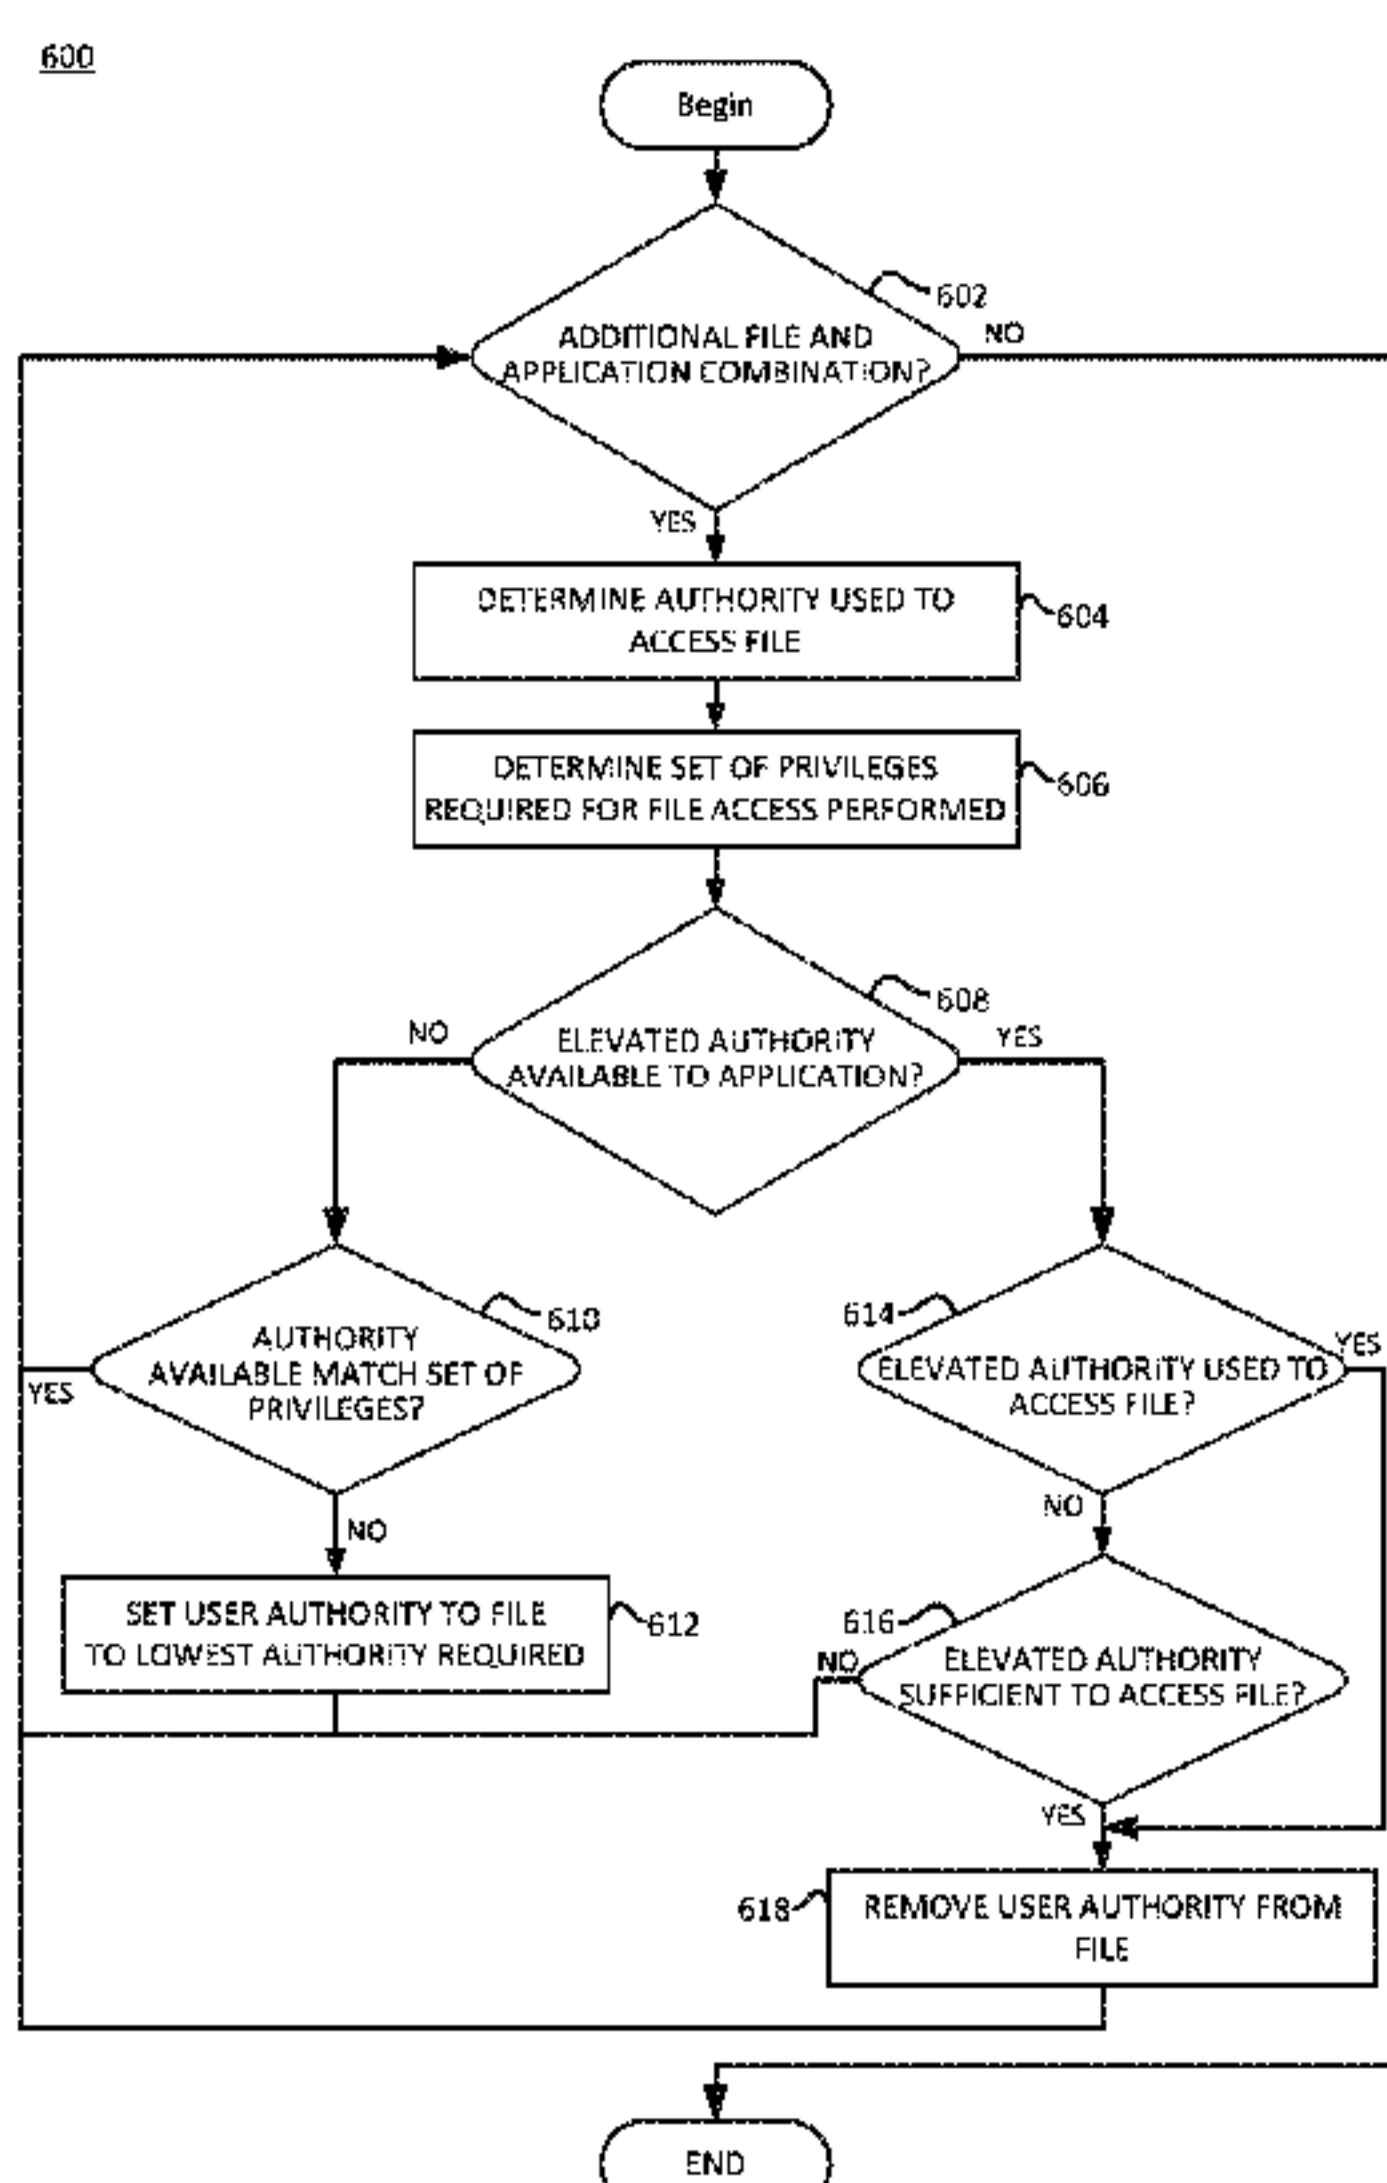 600
Begin
602
ADDITIONAL FILE AND
APPLICATION COMBINATION?
NO
YES
DETERMINE AUTHORITY USED TO
ACCESS FILE
604
DETERMINE SET OF PRIVILEGES
REQUIRED FOR FILE ACCESS PERFORMED
606
608
NO
ELEVATED AUTHORITY
AVAILABLE TO APPLICATION?
YES
610
AUTHORITY
AVAILABLE MATCH SET OF
PRIVILEGES?
YES
NO
614
ELEVATED AUTHORITY USED TO
ACCESS FILE?
YES
NO
SET USER AUTHORITY TO FILE
TO LOWEST AUTHORITY REQUIRED
612
616
NO
ELEVATED AUTHORITY
SUFFICIENT TO ACCESS FILE?
YES
618
REMOVE USER AUTHORITY FROM
FILE
END